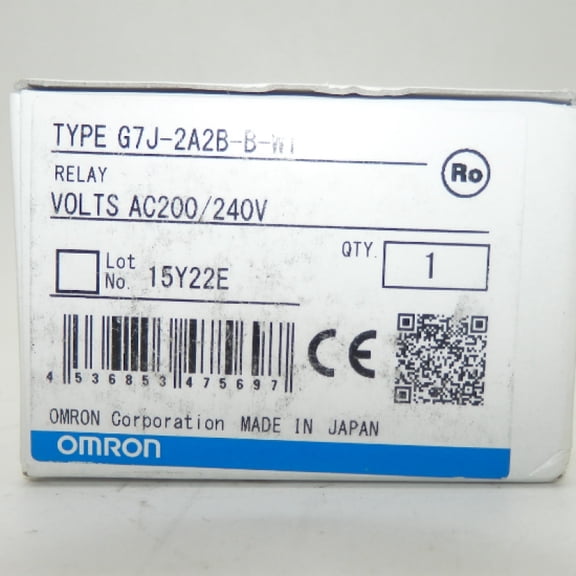 TYPE G7J-2A2B-B-W1
Ro
RELAY
VOLTS AC200/240V
QTY. 1
Lot No. 15Y22E
CE
4 536853 475697
OMRON Corporation MADE IN JAPAN
OMRON